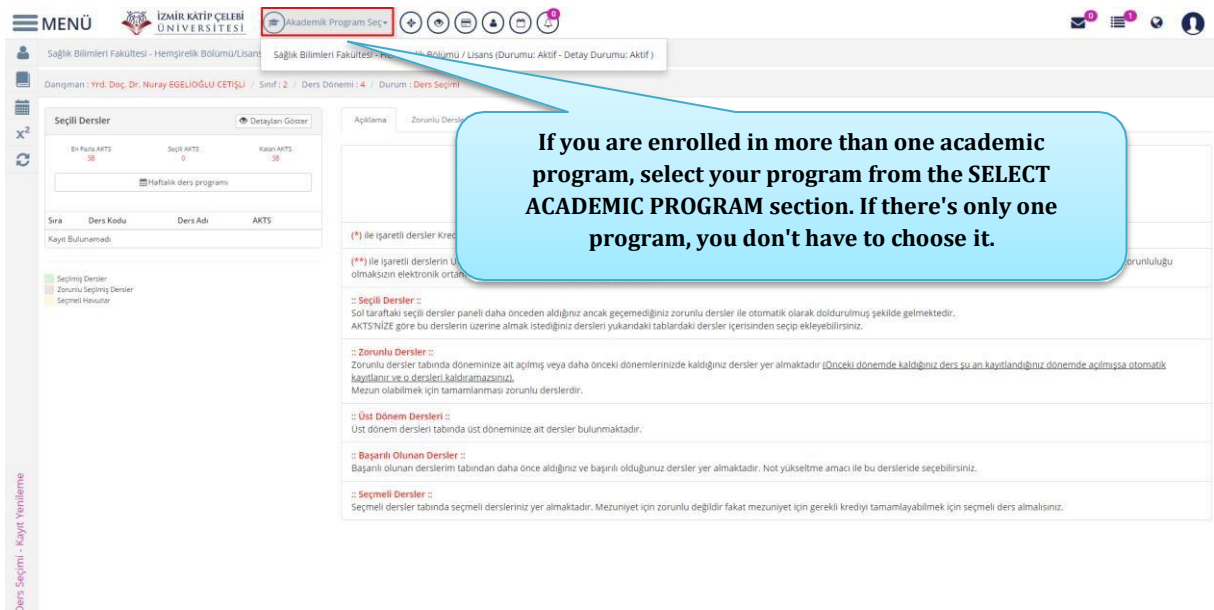 MENÜ
İZMİR KÂTİP ÇELEBİ
ÜNİVERSİTESİ
Akademik Program Seç
0
0
1
Sağlık Bilimleri Fakültesi - Hemşirelik Bölümü/Lisans
Sağlık Bilimleri Fakültesi - Hemşirelik Bölümü / Lisans (Durumu: Aktif - Detay Durumu: Aktif )
Danışman : Yrd. Doç. Dr. Nuray EGELİOĞLU CETİŞLİ / Sınıf : 2 / Ders Dönemi : 4 / Durum : Ders Seçimi
Seçili Dersler
Detayları Göster
En Fazla AKTS
Seçili AKTS
Kalan AKTS
38
0
38
Haftalık ders programı
Sıra Ders Kodu Ders Adı AKTS
Kayıt Bulunamadı
Seçilmiş Dersler
Zorunlu Seçilmiş Dersler
Seçmeli Havuzlar
Açıklama
Zorunlu Dersler
If you are enrolled in more than one academic
program, select your program from the SELECT
ACADEMIC PROGRAM section. If there's only one
program, you don't have to choose it.
(*) ile işaretli dersler
(**) ile işaretli derslerin
zorunluluğu
olmaksızın elektronik
:: Seçili Dersler ::
Sol taraftaki seçili dersler paneli daha önceden aldığınız ancak geçemediğiniz zorunlu dersler ile otomatik olarak doldurulmuş şekilde gelmektedir.
AKTS'NİZE göre bu derslerin üzerine almak istediğiniz dersleri yukarıdaki tablardaki dersler içerisinden seçip ekleyebilirsiniz.
:: Zorunlu Dersler ::
Zorunlu dersler tabında döneminize ait açılmış veya daha önceki dönemlerinizde kaldığınız dersler yer almaktadır (Önceki dönemde kaldığınız ders şu an kayıtlandığınız dönemde açılmışsa otomatik
kayıtlanır ve o dersleri kaldıramazsınız).
Mezun olabilmek için tamamlanması zorunlu derslerdir.
:: Üst Dönem Dersleri ::
Üst dönem dersleri tabında üst döneminize ait dersler bulunmaktadır.
:: Başarılı Olunan Dersler ::
Başarılı olunan derslerim tabından daha önce aldığınız ve başırılı olduğunuz dersler yer almaktadır. Not yükseltme amacı ile bu dersleride seçebilirsiniz.
:: Seçmeli Dersler ::
Seçmeli dersler tabında seçmeli dersleriniz yer almaktadır. Mezuniyet için zorunlu değildir fakat mezuniyet için gerekli krediyi tamamlayabilmek için seçmeli ders almalısınız.
Ders Seçimi - Kayıt Yenileme